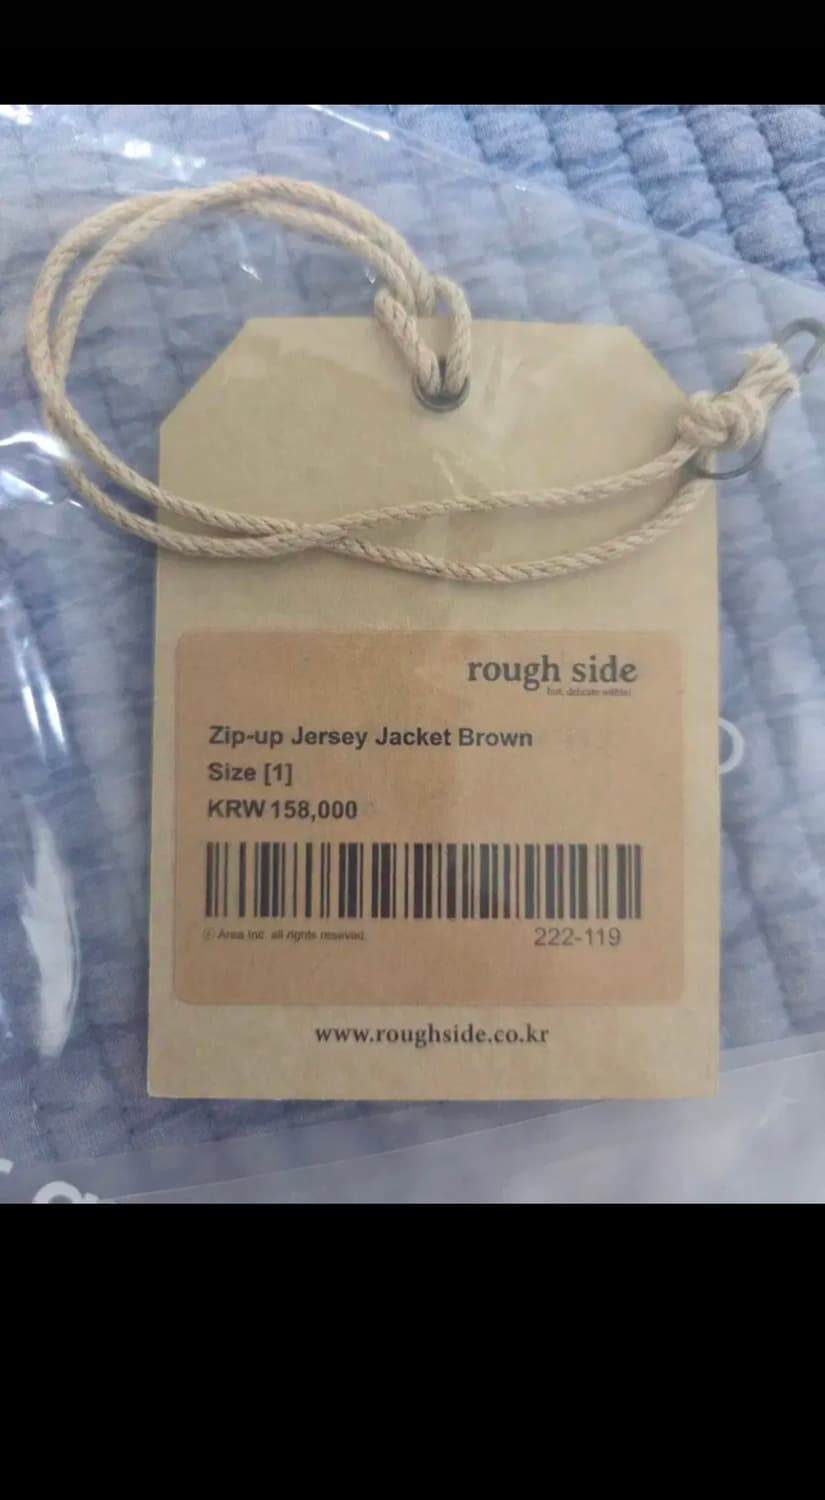 rough side
but, delicate within!
Zip-up Jersey Jacket Brown
Size [1]
KRW 158,000
ⓒ Area Inc. all rights reseved.
222-119
www.roughside.co.kr